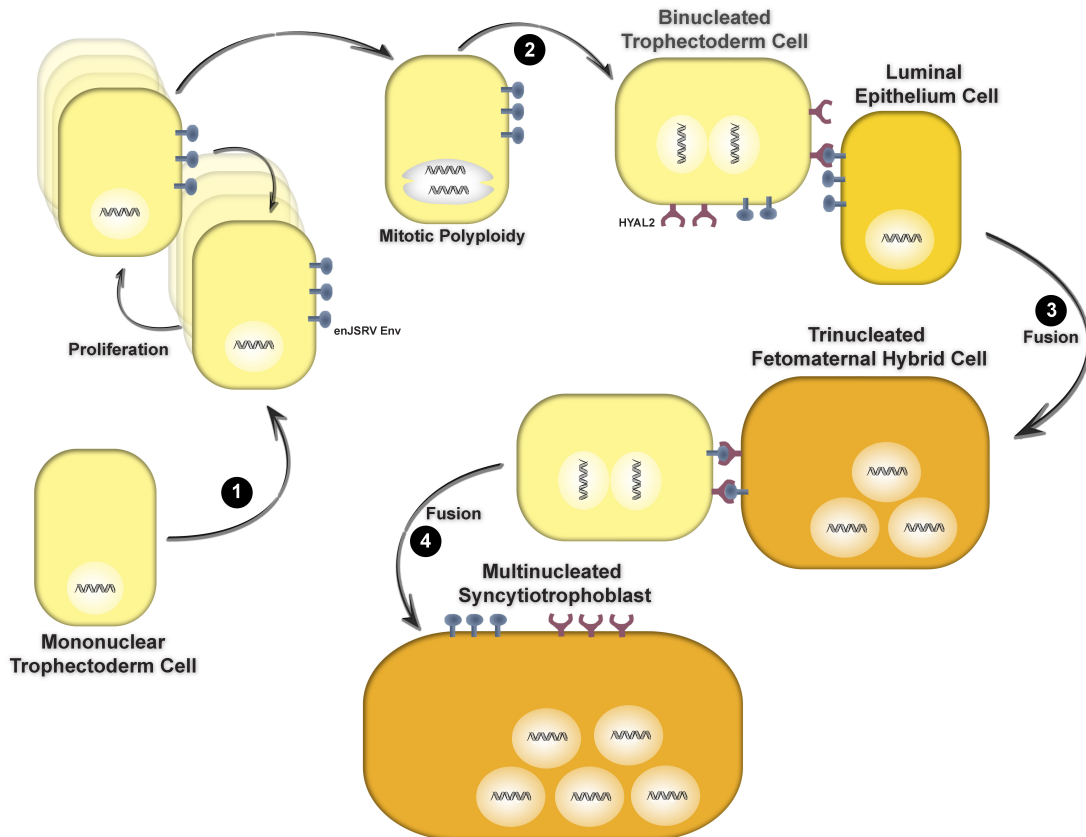 2
Binucleated
Trophectoderm Cell
Luminal
Epithelium Cell
Mitotic Polyploidy
HYAL2
enJSRV Env
Proliferation
3
Fusion
Trinucleated
Fetomaternal Hybrid Cell
1
Fusion
4
Multinucleated
Syncytiotrophoblast
Mononuclear
Trophectoderm Cell